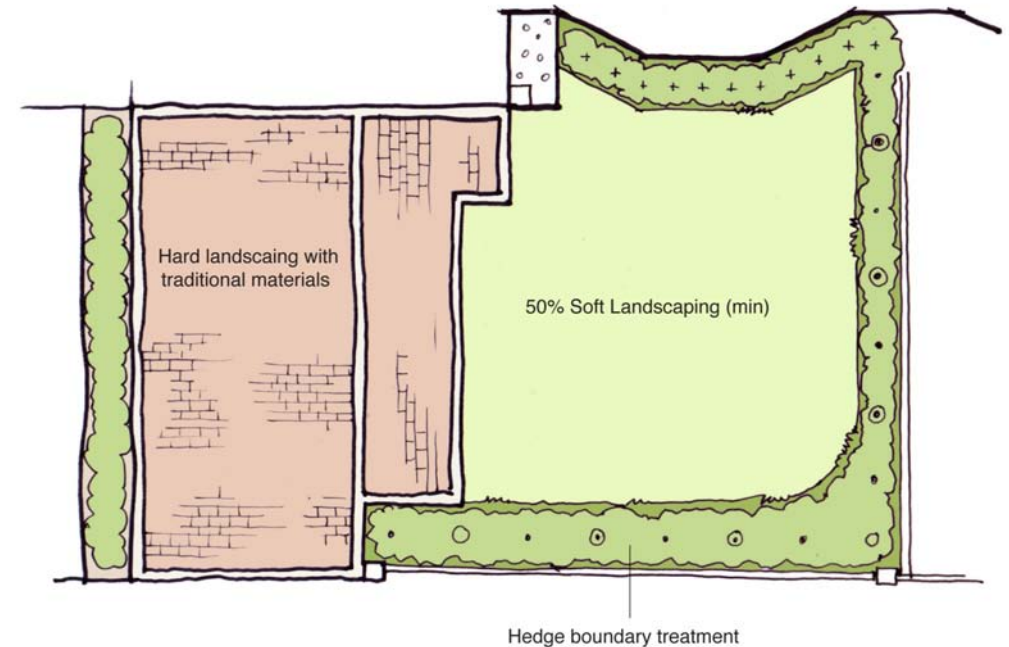 Hard landscaing with
traditional materials
50% Soft Landscaping (min)
Hedge boundary treatment